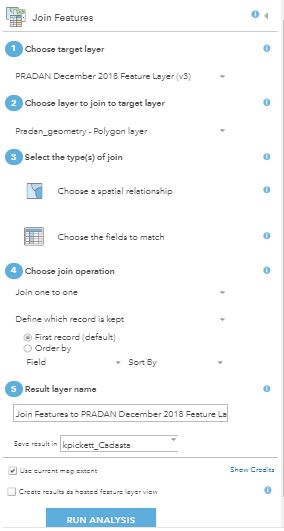 Join Features
1 Choose target layer
PRADAN December 2018 Feature Layer (v3)
2 Choose layer to join to target layer
Pradan_geometry - Polygon layer
3 Select the type(s) of join
Choose a spatial relationship
Choose the fields to match
4 Choose join operation
Join one to one
Define which record is kept
First record (default)
Order by
Field Sort By
5 Result layer name
Join Features to PRADAN December 2018 Feature La
Save result in kpickett_Cadasta
Use current map extent Show Credits
Create results as hosted feature layer view
RUN ANALYSIS